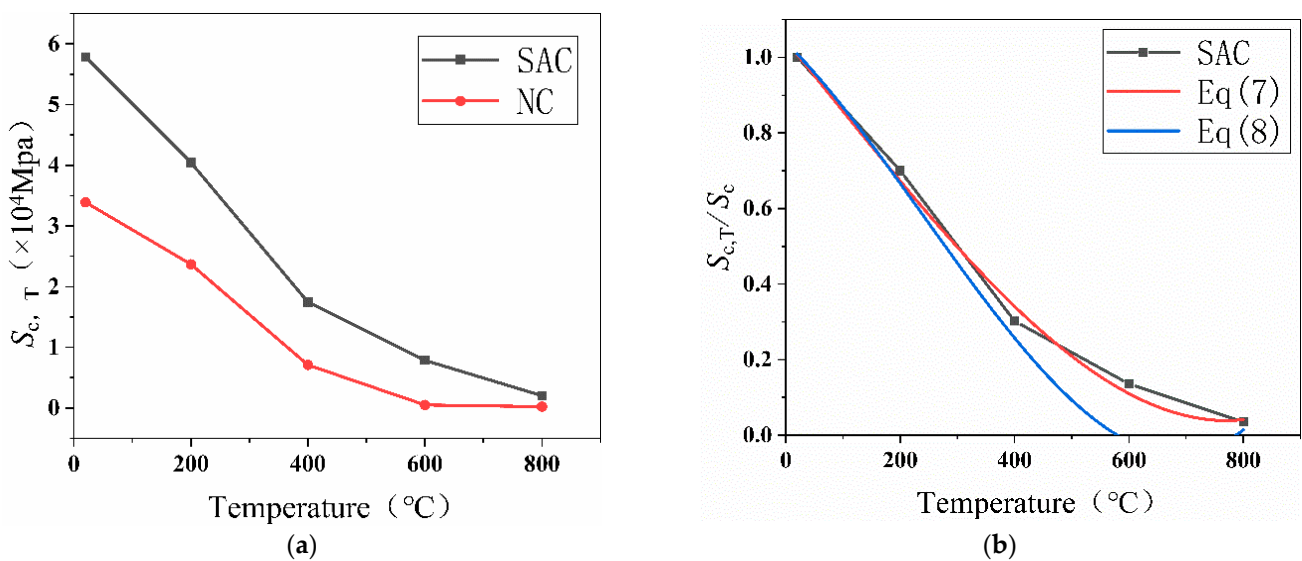 6
5
4
3
2
1
0
0
200
400
600
800
S_c, T (×10⁴Mpa)
Temperature (℃)
SAC
NC
(a)
1.0
0.8
0.6
0.4
0.2
0.0
0
200
400
600
800
S_c,T/S_c
Temperature (℃)
SAC
Eq(7)
Eq(8)
(b)